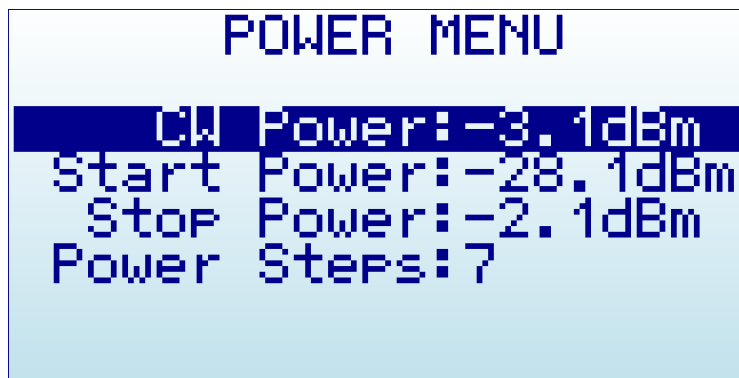 POWER MENU
CW Power:-3.1dBm
Start Power:-28.1dBm
Stop Power:-2.1dBm
Power Steps:7